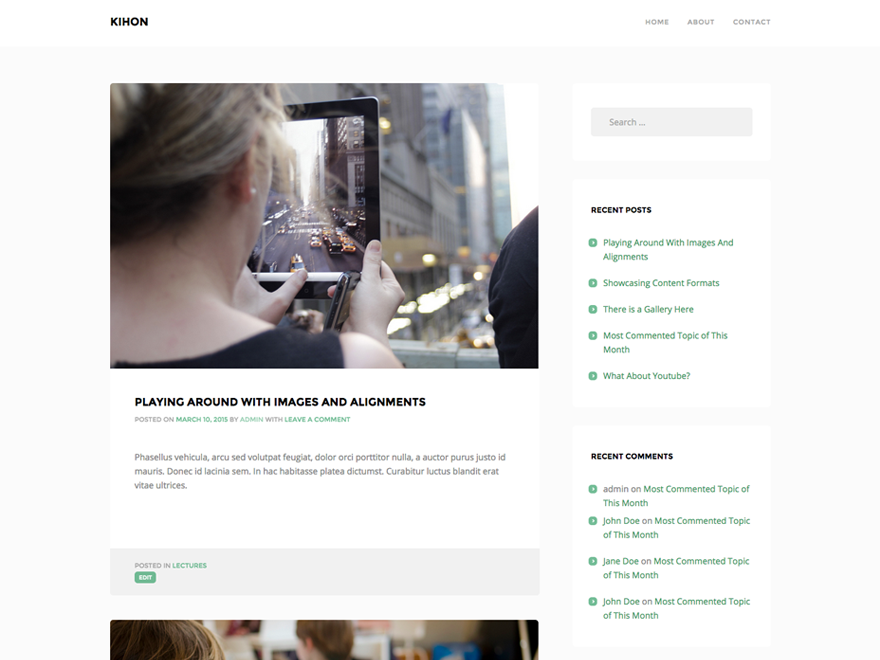 KIHON
HOME ABOUT CONTACT
PLAYING AROUND WITH IMAGES AND ALIGNMENTS
POSTED ON MARCH 10, 2015 BY ADMIN WITH LEAVE A COMMENT
Phasellus vehicula, arcu sed volutpat feugiat, dolor orci porttitor nulla, a auctor purus justo id
mauris. Donec id lacinia sem. In hac habitasse platea dictumst. Curabitur luctus blandit erat
vitae ultrices.
POSTED IN LECTURES
EDIT
Search ...
RECENT POSTS
Playing Around With Images And
Alignments
Showcasing Content Formats
There is a Gallery Here
Most Commented Topic of This
Month
What About Youtube?
RECENT COMMENTS
admin on Most Commented Topic of
This Month
John Doe on Most Commented Topic
of This Month
Jane Doe on Most Commented Topic
of This Month
John Doe on Most Commented Topic
of This Month